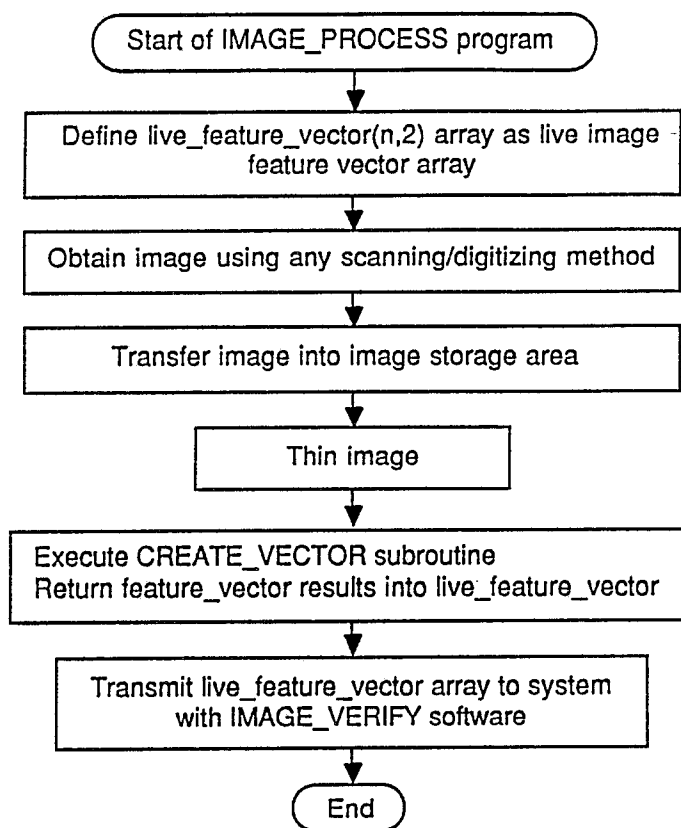 Start of IMAGE_PROCESS program
Define live_feature_vector(n,2) array as live image
feature vector array
Obtain image using any scanning/digitizing method
Transfer image into image storage area
Thin image
Execute CREATE_VECTOR subroutine
Return feature_vector results into live_feature_vector
Transmit live_feature_vector array to system
with IMAGE_VERIFY software
End